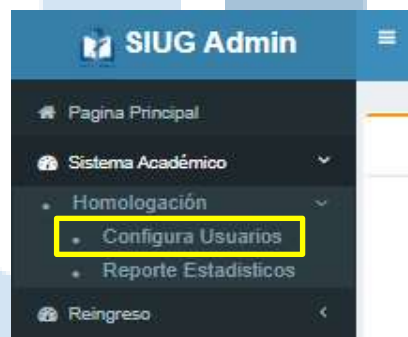 SIUG Admin
Pagina Principal
Sistema Académico
Homologación
Configura Usuarios
Reporte Estadisticos
Reingreso